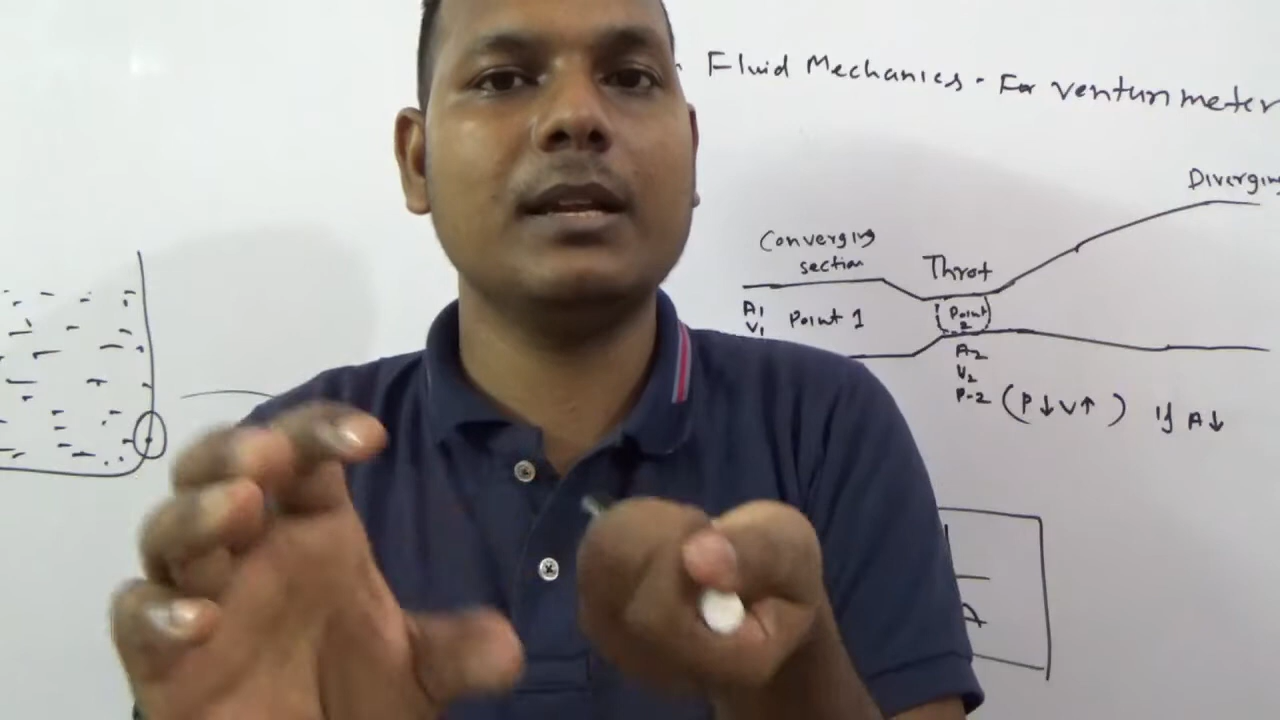 Fluid Mechanics - For venturimeter
Diverging
Converging
section
Throt
A1
V1
Point 1
Point
2
A2
V2
P-2 (P↓ V↑) if A↓
A